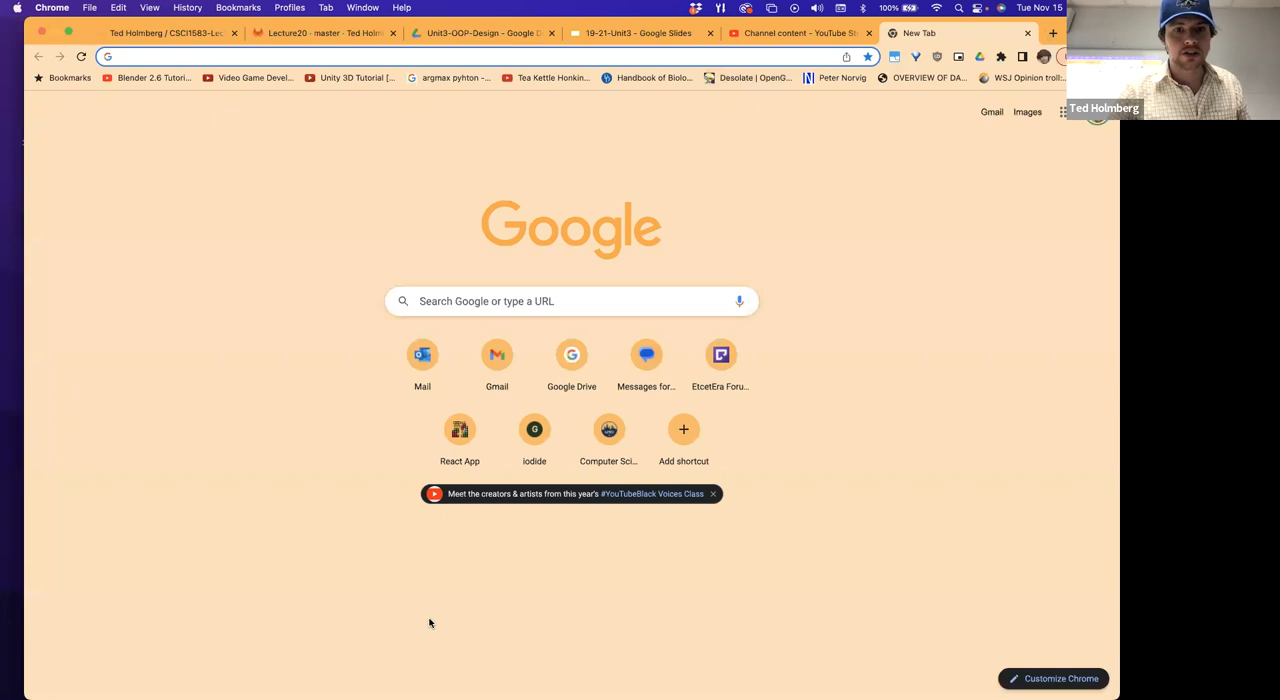 Chrome File Edit View History Bookmarks Profiles Tab Window Help 100% Tue Nov 15
Ted Holmberg / CSCI1583-Lec Lecture20 · master · Ted Holm Unit3-OOP-Design - Google D 19-21-Unit3 - Google Slides Channel content - YouTube St New Tab
Bookmarks Blender 2.6 Tutori... Video Game Devel... Unity 3D Tutorial [... argmax pyhton -... Tea Kettle Honkin... Handbook of Biolo... Desolate | OpenG... Peter Norvig OVERVIEW OF DA... WSJ Opinion troll:...
Ted Holmberg
Gmail Images
Google
Search Google or type a URL
Mail Gmail Google Drive Messages for... EtcetEra Foru...
G
React App iodide Computer Sci... Add shortcut
Meet the creators & artists from this year's #YouTubeBlack Voices Class
Customize Chrome